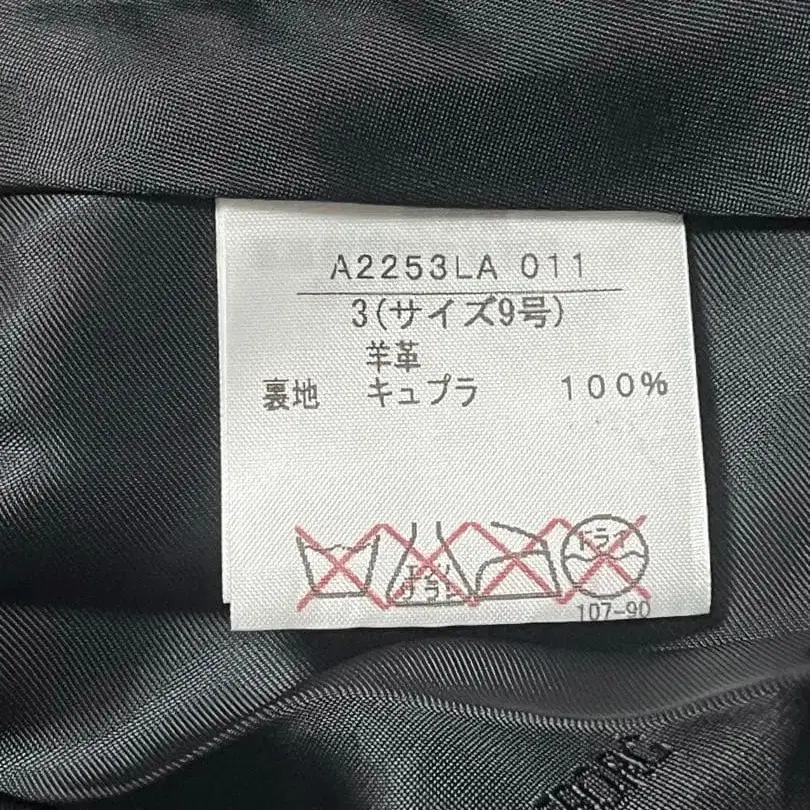 A2253LA 011
3(サイズ9号)
羊革
裏地 キュプラ 100%
ドライ
107-90